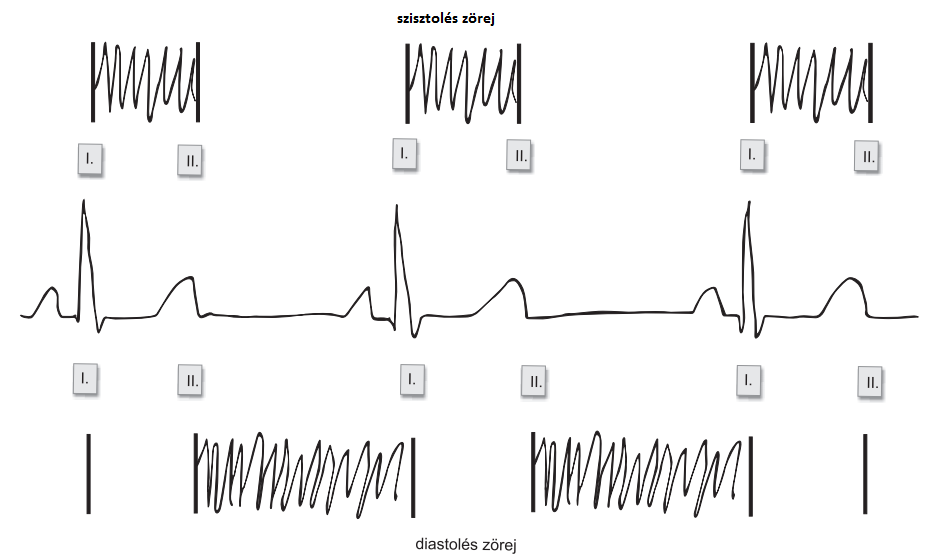 szisztolés zörej
I. II. I. II. I. II.
I. II. I. II. I. II.
diastolés zörej